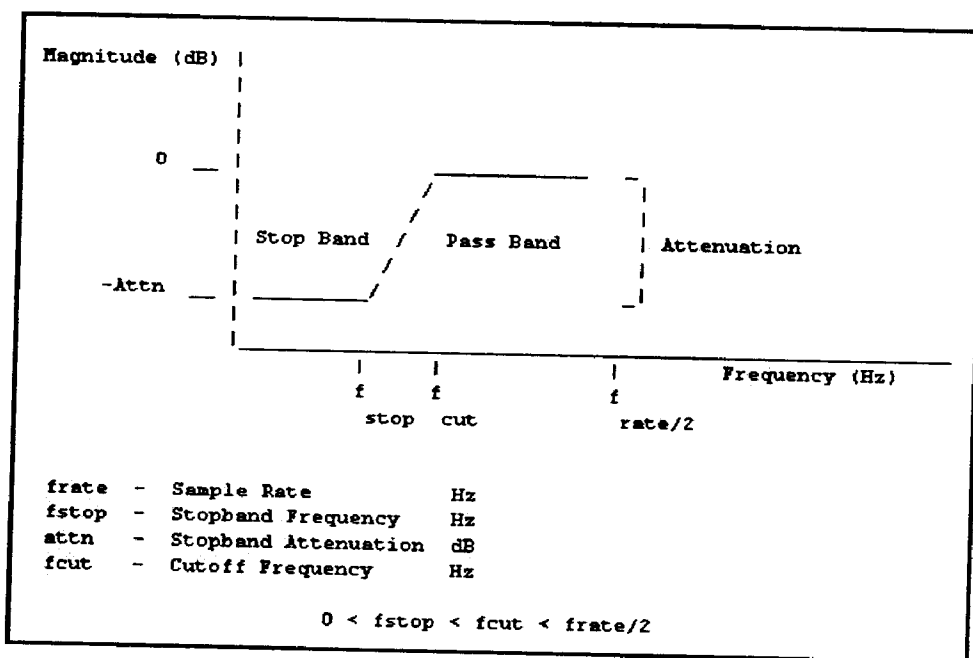 Magnitude (dB)
0
Stop Band
Pass Band
Attenuation
-Attn
Frequency (Hz)
f f f
stop cut rate/2
frate - Sample Rate Hz
fstop - Stopband Frequency Hz
attn - Stopband Attenuation dB
fcut - Cutoff Frequency Hz
0 < fstop < fcut < frate/2